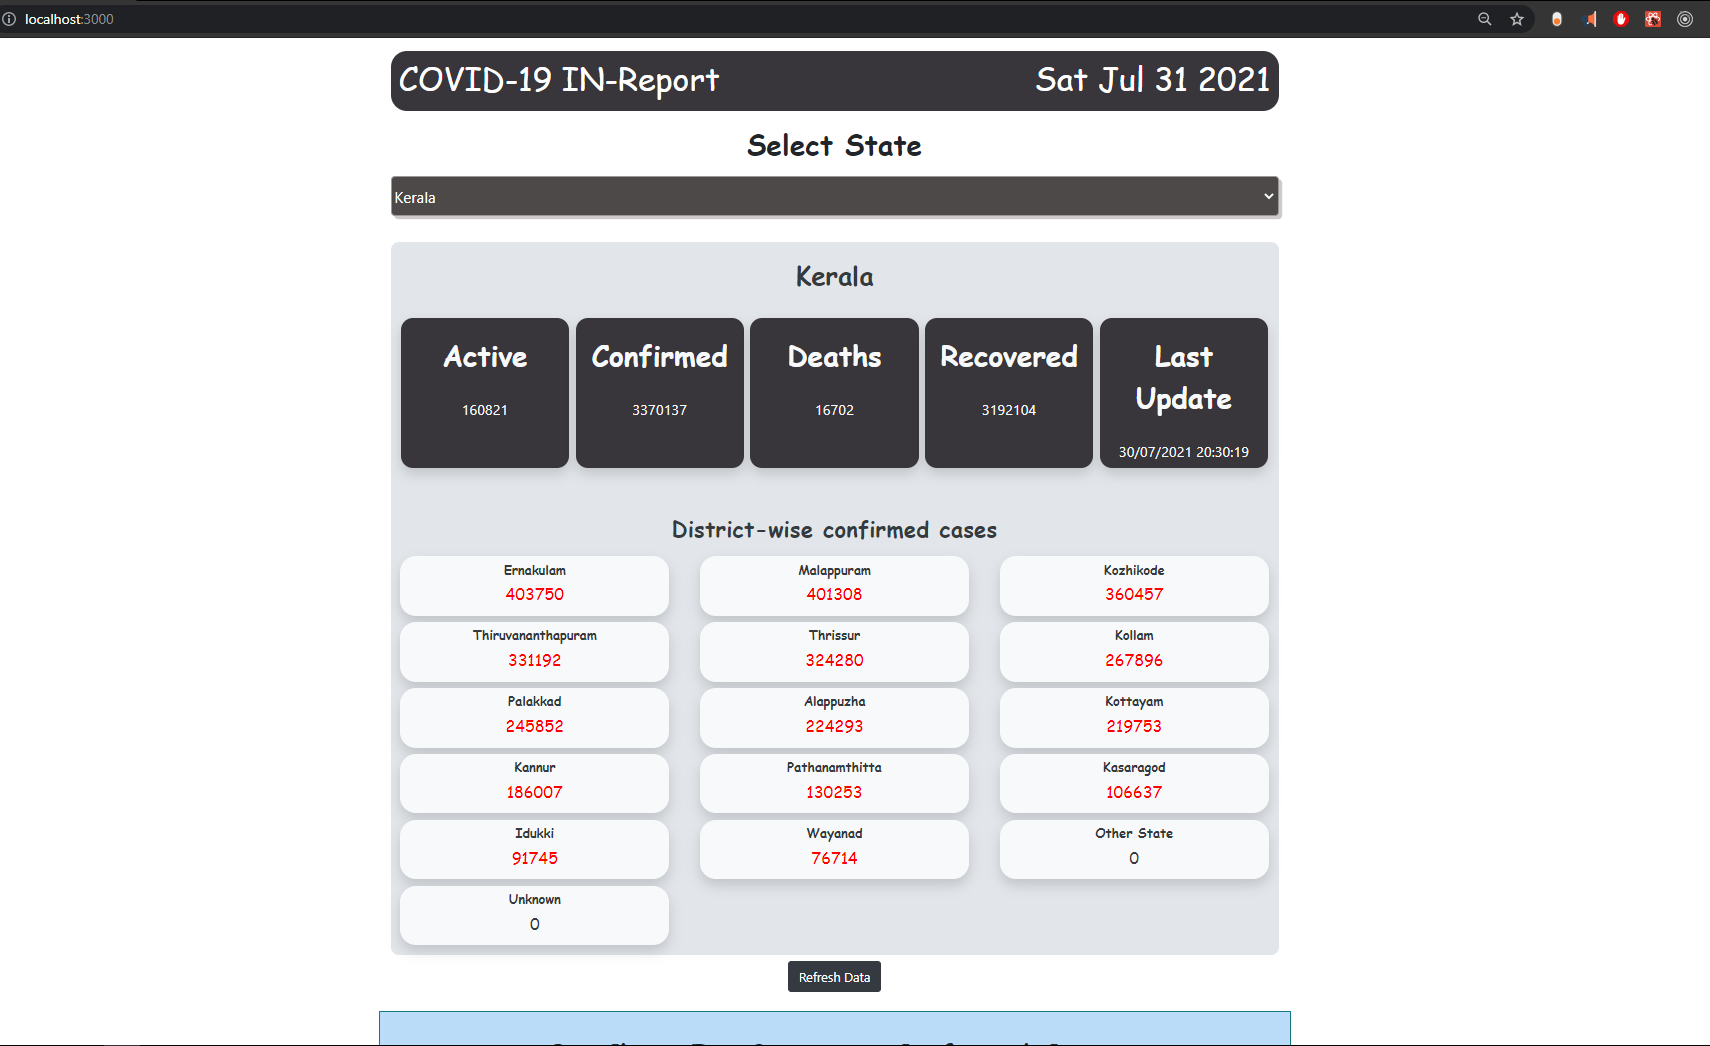 localhost:3000
COVID-19 IN-Report
Sat Jul 31 2021
Select State
Kerala
Kerala
Active
160821
Confirmed
3370137
Deaths
16702
Recovered
3192104
Last
Update
30/07/2021 20:30:19
District-wise confirmed cases
Ernakulam
403750
Malappuram
401308
Kozhikode
360457
Thiruvananthapuram
331192
Thrissur
324280
Kollam
267896
Palakkad
245852
Alappuzha
224293
Kottayam
219753
Kannur
186007
Pathanamthitta
130253
Kasaragod
106637
Idukki
91745
Wayanad
76714
Other State
0
Unknown
0
Refresh Data